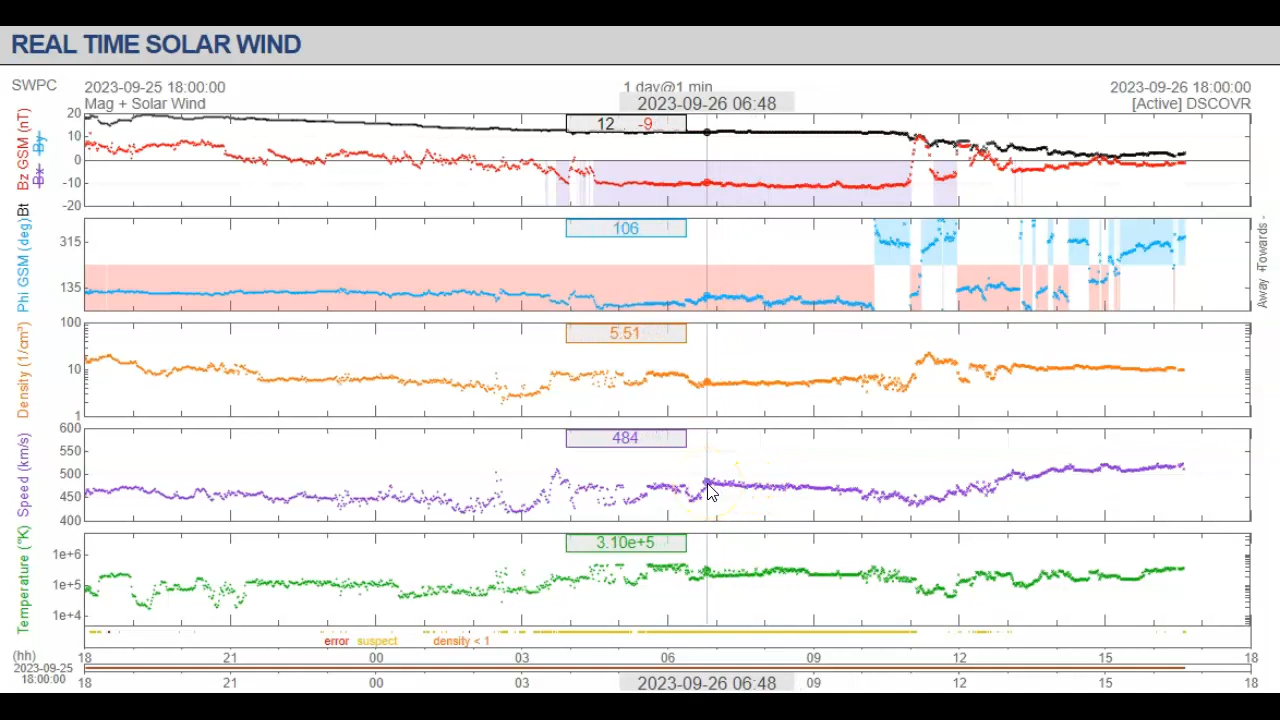 REAL TIME SOLAR WIND
SWPC
2023-09-25 18:00:00
1 day@1 min
2023-09-26 18:00:00
Mag + Solar Wind
2023-09-26 06:48
[Active] DSCOVR
Bt Bz GSM (nT)
Bx By
20
10
0
-10
-20
12 -9
Phi GSM (deg)
315
135
106
Away + Towards -
Density (1/cm³)
100
10
1
5.51
Speed (km/s)
600
550
500
450
400
484
Temperature (°K)
1e+6
1e+5
1e+4
3.10e+5
error suspect density < 1
(hh)
18 21 00 03 06 09 12 15 18
2023-09-25
18:00:00
18 21 00 03 2023-09-26 06:48 09 12 15 18